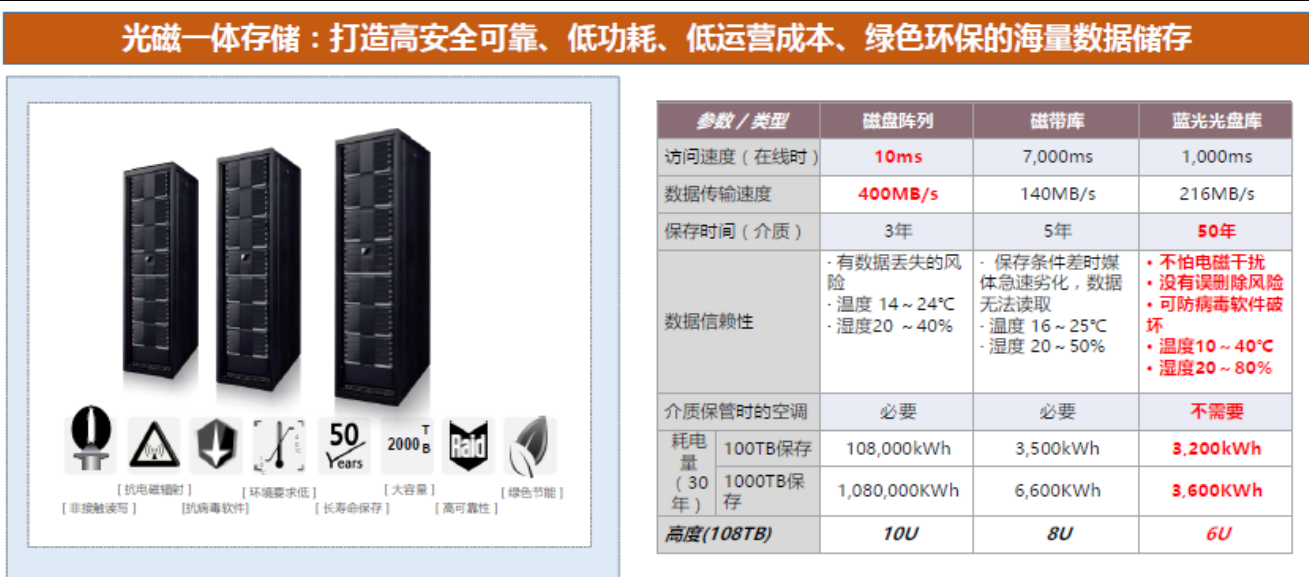 光磁一体存储：打造高安全可靠、低功耗、低运营成本、绿色环保的海量数据储存
50
Years
2000
T
B
Raid
[ 抗电磁辐射 ]
[ 环境要求低 ]
[ 大容量 ]
[ 绿色节能 ]
[ 非接触读写 ]
[抗病毒软件]
[ 长寿命保存 ]
[ 高可靠性 ]
参数 / 类型 磁盘阵列 磁带库 蓝光光盘库
访问速度（在线时） 10ms 7,000ms 1,000ms
数据传输速度 400MB/s 140MB/s 216MB/s
保存时间（介质） 3年 5年 50年
数据信赖性
· 有数据丢失的风
险
· 温度 14～24℃
· 湿度20 ～40%
· 保存条件差时媒
体急速劣化，数据
无法读取
· 温度 16～25℃
· 湿度 20～50%
• 不怕电磁干扰
• 没有误删除风险
• 可防病毒软件破
坏
• 温度10～40℃
• 湿度20～80%
介质保管时的空调 必要 必要 不需要
耗电
量
（30
年）
100TB保存 108,000kWh 3,500kWh 3,200kWh
1000TB保
存
1,080,000KWh 6,600KWh 3,600KWh
高度(108TB) 10U 8U 6U